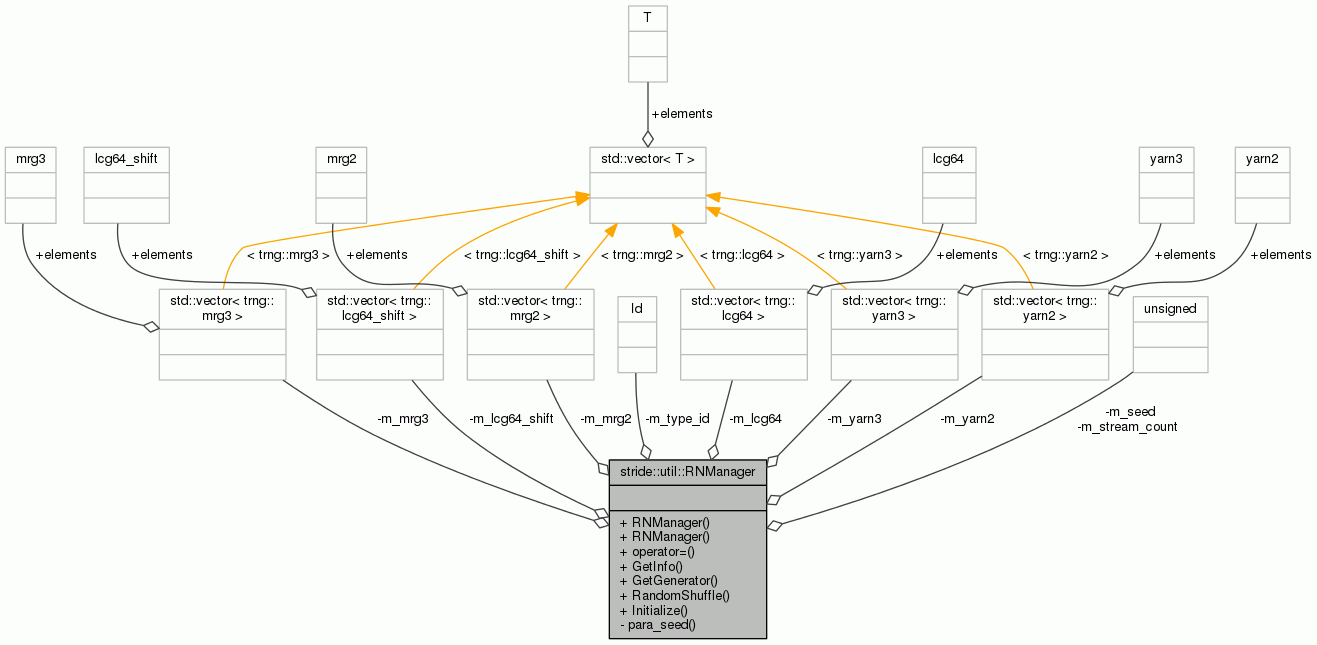 T
+elements
mrg3
lcg64_shift
mrg2
std::vector< T >
lcg64
yarn3
yarn2
+elements
+elements
+elements
+elements
+elements
+elements
< trng::mrg3 >
< trng::lcg64_shift >
< trng::mrg2 >
< trng::lcg64 >
< trng::yarn3 >
< trng::yarn2 >
std::vector< trng::
mrg3 >
std::vector< trng::
lcg64_shift >
std::vector< trng::
mrg2 >
Id
std::vector< trng::
lcg64 >
std::vector< trng::
yarn3 >
std::vector< trng::
yarn2 >
unsigned
-m_mrg3
-m_lcg64_shift
-m_mrg2
-m_type_id
-m_lcg64
-m_yarn3
-m_yarn2
-m_seed
-m_stream_count
stride::util::RNManager
+ RNManager()
+ RNManager()
+ operator=()
+ GetInfo()
+ GetGenerator()
+ RandomShuffle()
+ Initialize()
- para_seed()